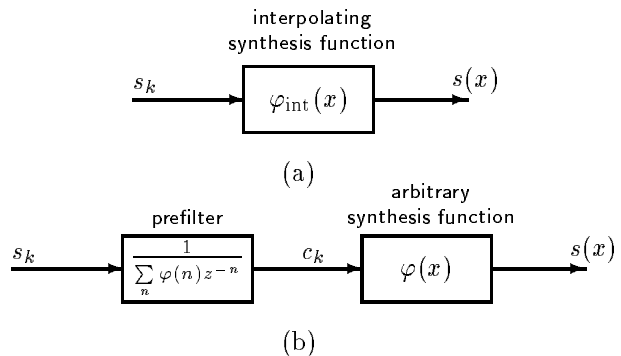 interpolating
synthesis function
s_k φ_int(x) s(x)
(a)
arbitrary
prefilter synthesis function
s_k 1 / ∑_n φ(n)z^{-n} c_k φ(x) s(x)
(b)